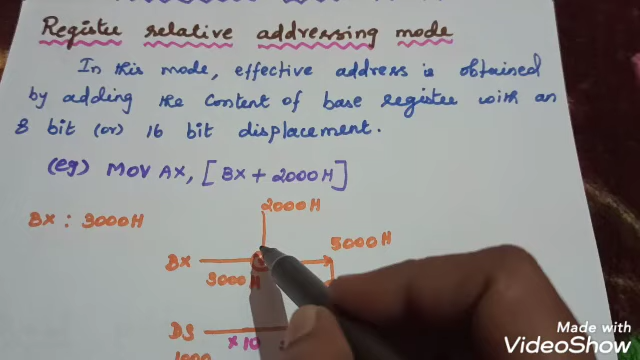 Register relative addressing mode
In this mode, effective address is obtained
by adding the content of base register with an
8 bit (or) 16 bit displacement.
(eg) MOV AX, [BX + 2000H]
2000H
BX : 3000H
5000H
BX
3000H
DS
×10
1000
Made with
VideoShow